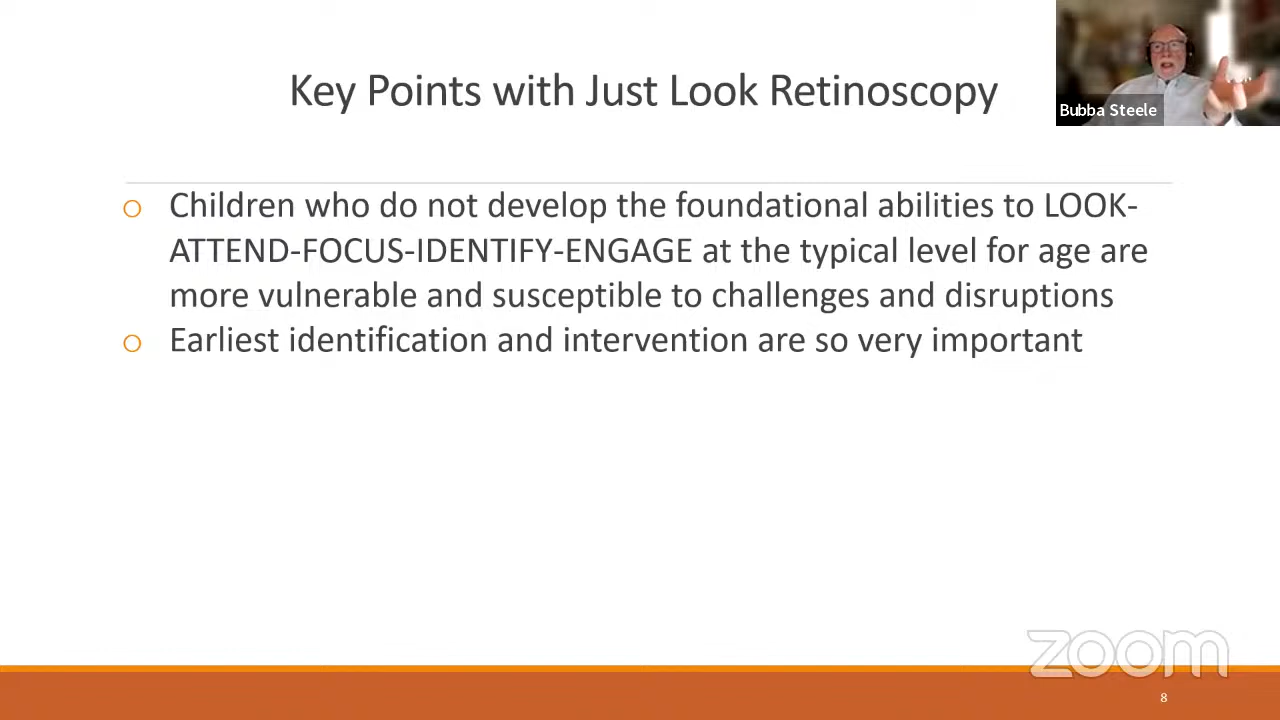 Key Points with Just Look Retinoscopy
Bubba Steele
o Children who do not develop the foundational abilities to LOOK-
ATTEND-FOCUS-IDENTIFY-ENGAGE at the typical level for age are
more vulnerable and susceptible to challenges and disruptions
o Earliest identification and intervention are so very important
zoom
8